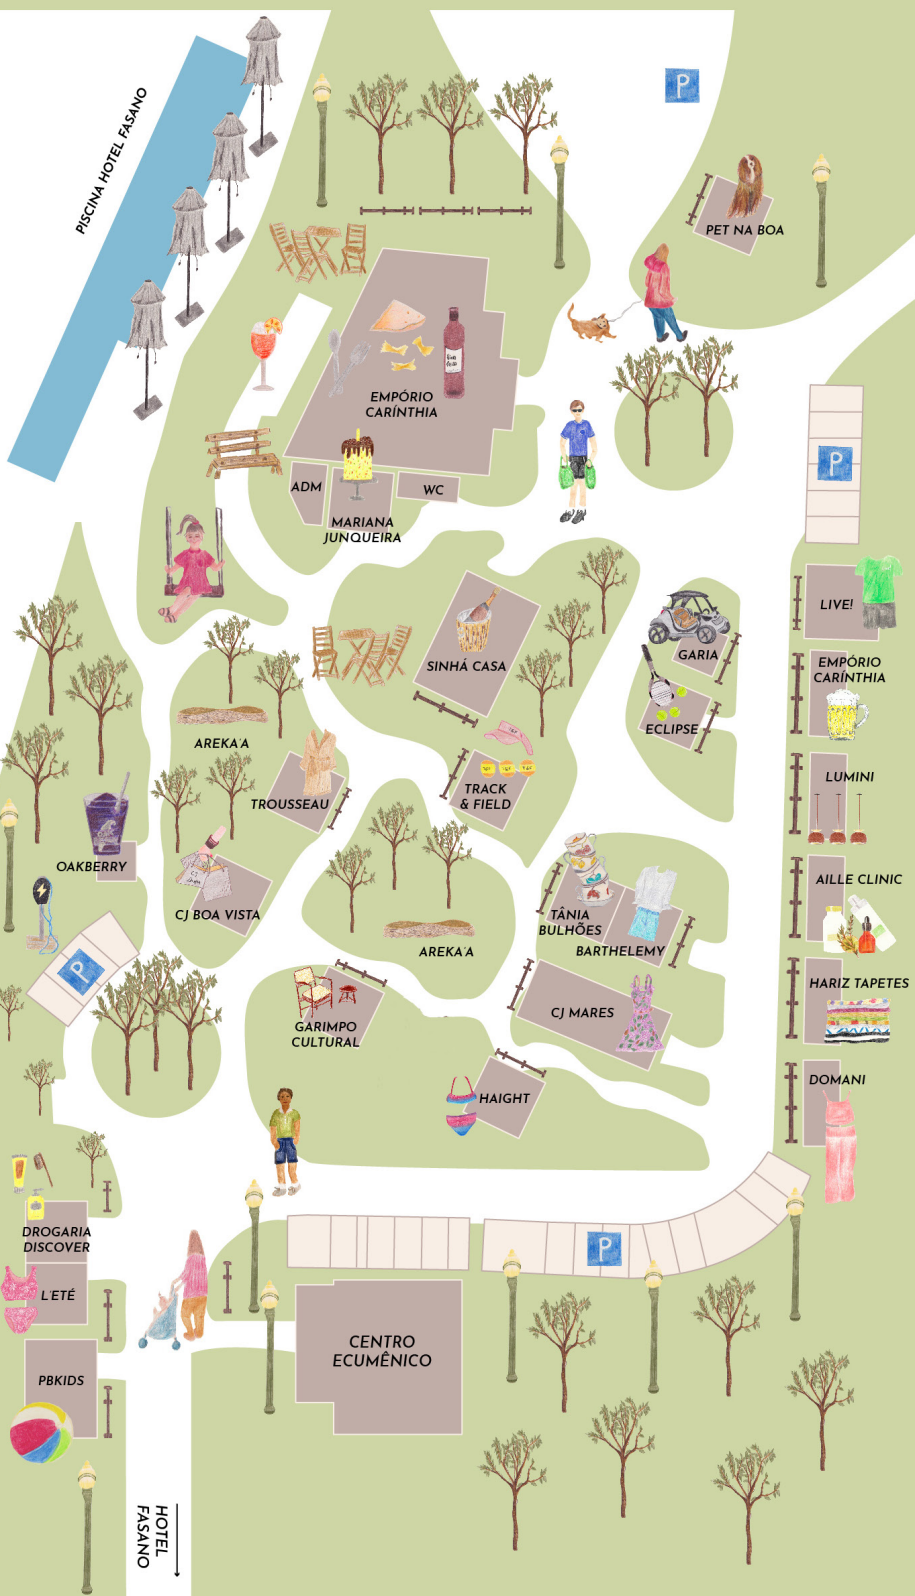 PISCINA HOTEL FASANO
P
PET NA BOA
EMPÓRIO
CARÍNTHIA
ADM
MARIANA
JUNQUEIRA
WC
P
LIVE!
SINHÁ CASA
GARIA
EMPÓRIO
CARÍNTHIA
ECLIPSE
AREKA'A
TROUSSEAU
TRACK
& FIELD
LUMINI
OAKBERRY
CJ BOA VISTA
AILLE CLINIC
TÂNIA
BULHÕES
BARTHELEMY
AREKA'A
P
HARIZ TAPETES
CJ MARES
GARIMPO
CULTURAL
HAIGHT
DOMANI
DROGARIA
DISCOVER
P
L'ETÉ
CENTRO
ECUMÊNICO
PBKIDS
HOTEL
FASANO